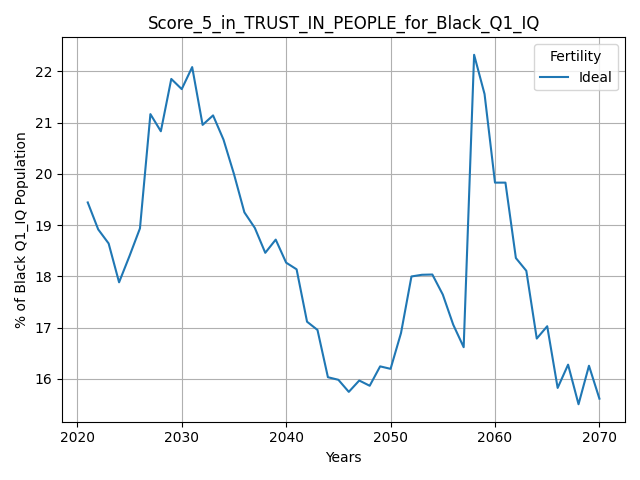 Score_5_in_TRUST_IN_PEOPLE_for_Black_Q1_IQ
Fertility
Ideal
% of Black Q1_IQ Population
22
21
20
19
18
17
16
2020
2030
2040
2050
2060
2070
Years